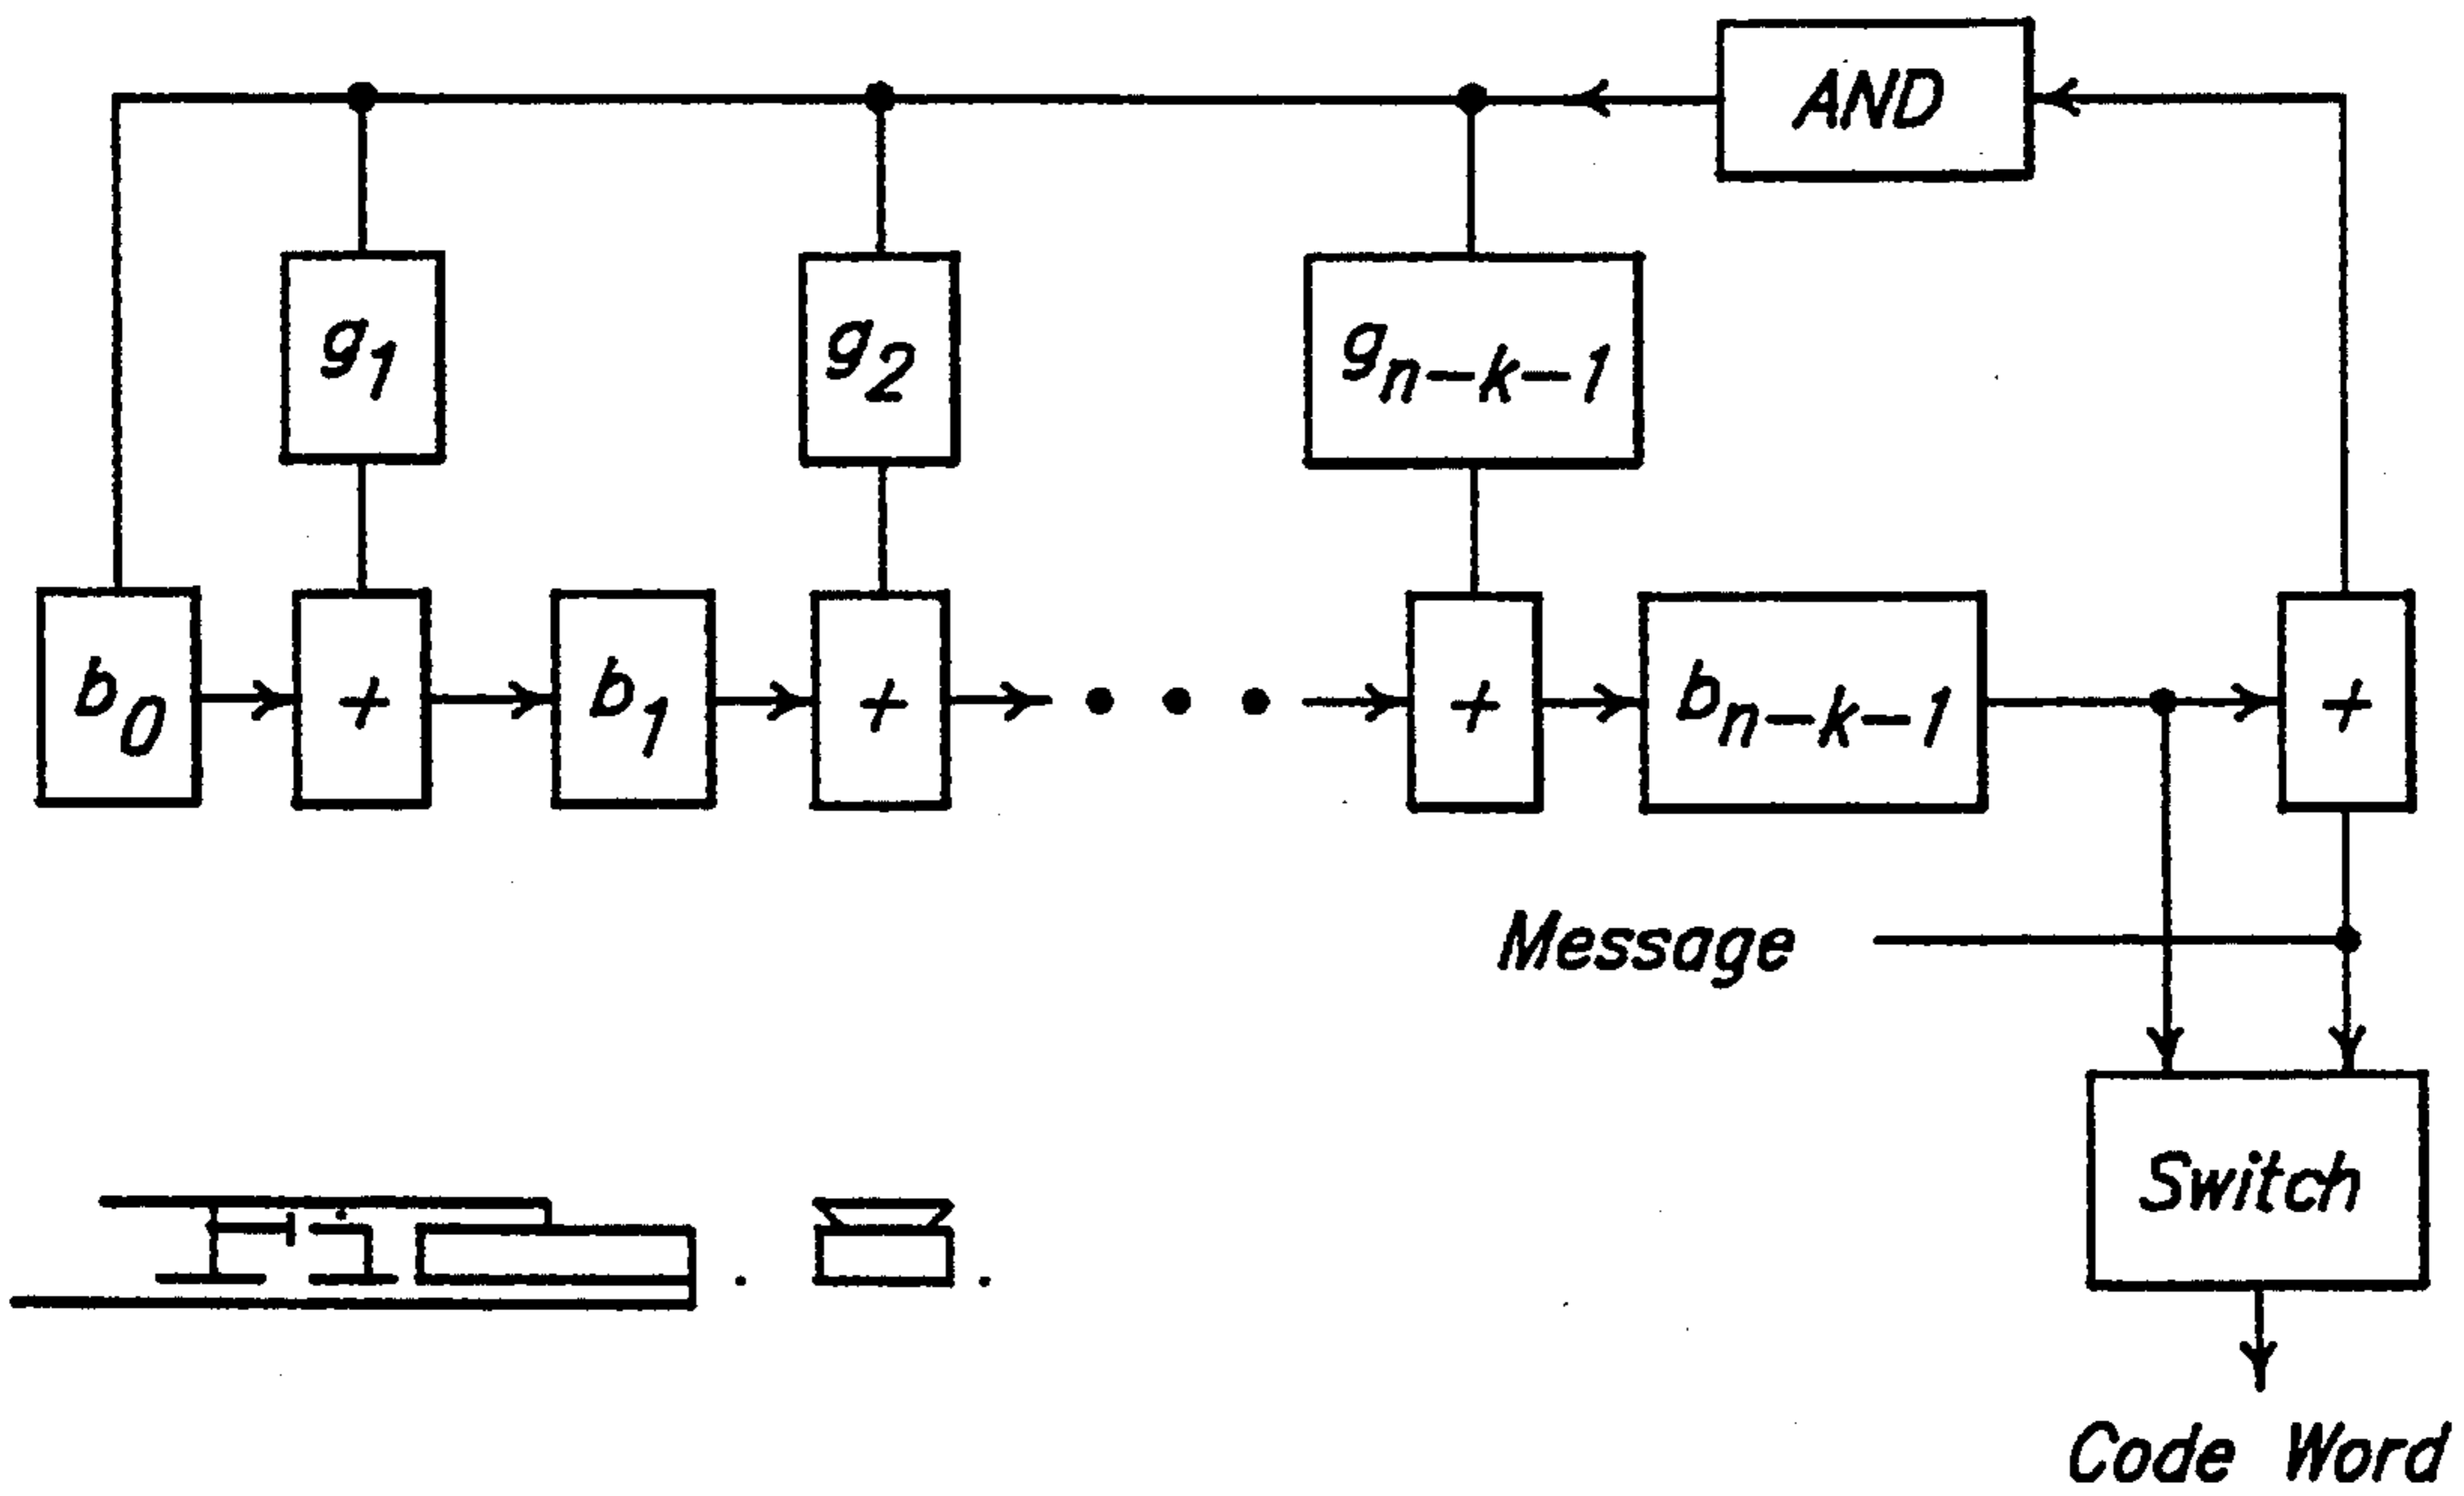 AND
g1 g2 gn-k-1
b0 + b1 + + bn-k-1 +
Message
Switch
Code Word